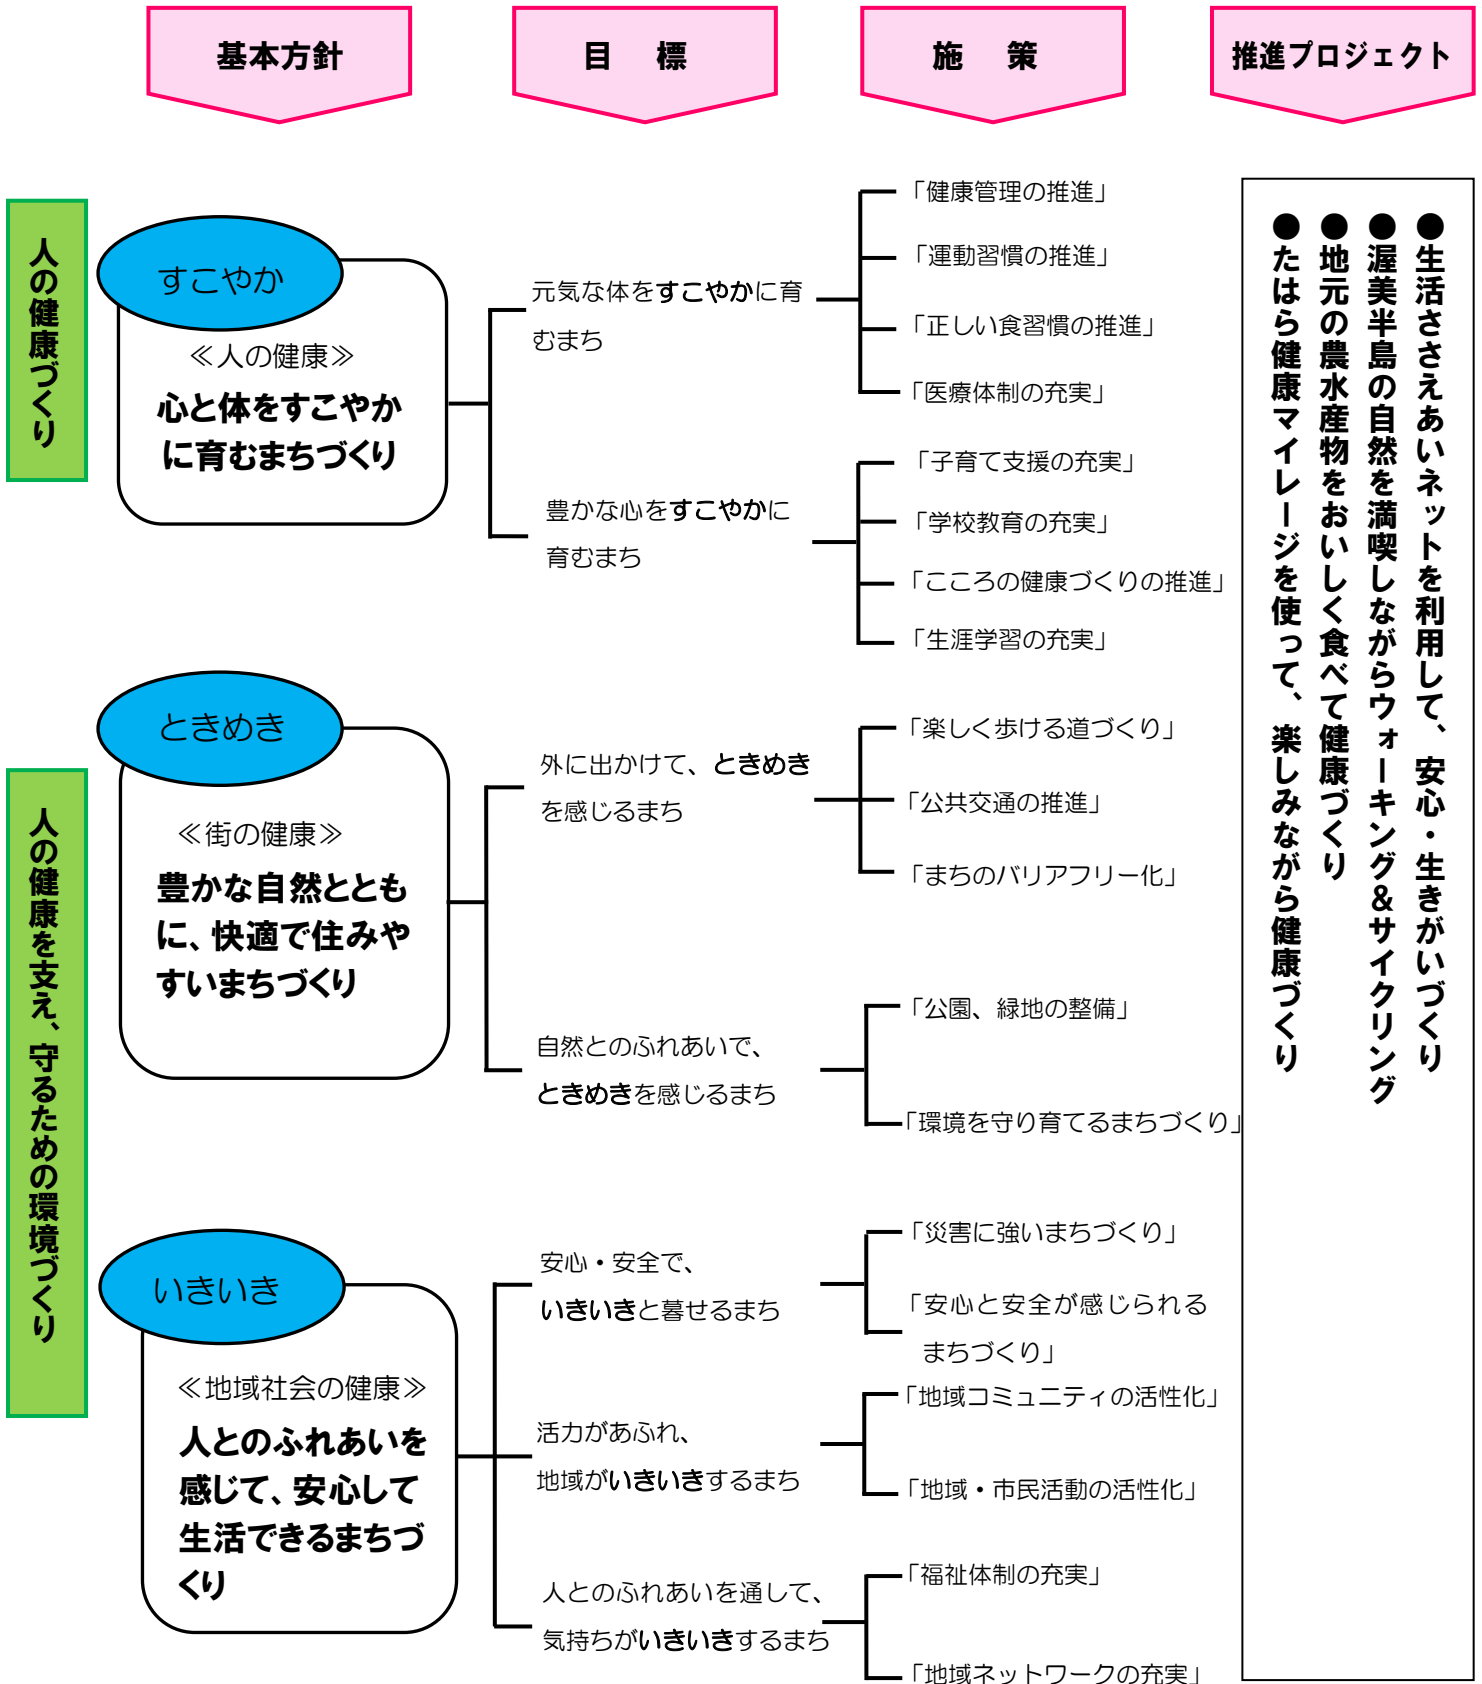 基本方針
目　標
施　策
推進プロジェクト
人の健康づくり
すこやか
≪人の健康≫
心と体をすこやか
に育むまちづくり
元気な体をすこやかに育
むまち
「健康管理の推進」
「運動習慣の推進」
「正しい食習慣の推進」
「医療体制の充実」
豊かな心をすこやかに
育むまち
「子育て支援の充実」
「学校教育の充実」
「こころの健康づくりの推進」
「生涯学習の充実」
人の健康を支え、守るための環境づくり
ときめき
≪街の健康≫
豊かな自然ととも
に、快適で住みや
すいまちづくり
外に出かけて、ときめき
を感じるまち
「楽しく歩ける道づくり」
「公共交通の推進」
「まちのバリアフリー化」
自然とのふれあいで、
ときめきを感じるまち
「公園、緑地の整備」
「環境を守り育てるまちづくり」
いきいき
≪地域社会の健康≫
人とのふれあいを
感じて、安心して
生活できるまちづ
くり
安心・安全で、
いきいきと暮せるまち
「災害に強いまちづくり」
「安心と安全が感じられる
まちづくり」
活力があふれ、
地域がいきいきするまち
「地域コミュニティの活性化」
「地域・市民活動の活性化」
人とのふれあいを通して、
気持ちがいきいきするまち
「福祉体制の充実」
「地域ネットワークの充実」
●生活ささえあいネットを利用して、安心・生きがいづくり
●渥美半島の自然を満喫しながらウォーキング＆サイクリング
●地元の農水産物をおいしく食べて健康づくり
●たはら健康マイレージを使って、楽しみながら健康づくり